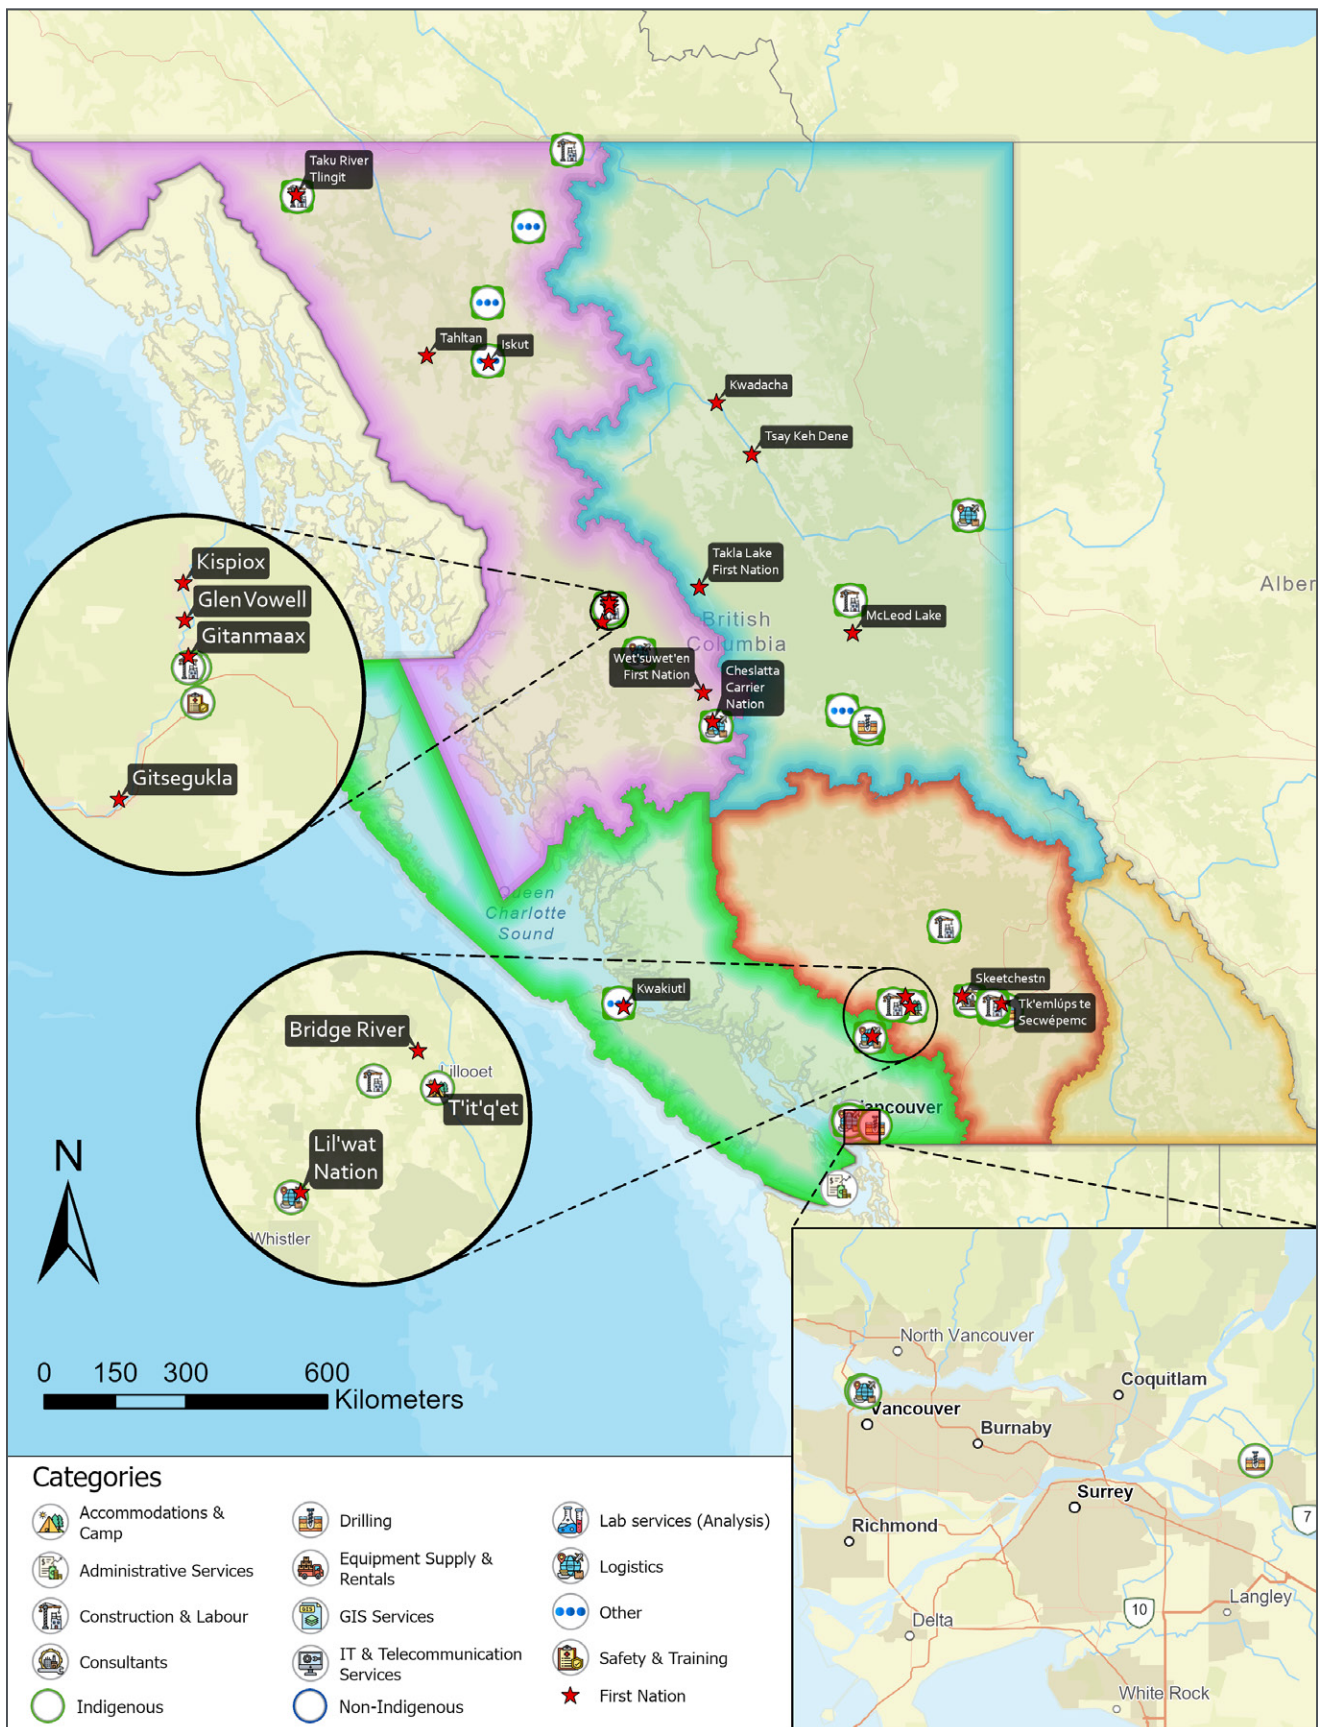 Taku River
Tlingit
Tahltan
Iskut
Kwadacha
Tsay Keh Dene
Takla Lake
First Nation
British
Columbia
McLeod Lake
Alber
Wet'suwet'en
First Nation
Cheslatta
Carrier
Nation
Kispiox
Glen Vowell
Gitanmaax
Gitsegukla
Queen
Charlotte
Sound
Kwakiutl
Skeetchestn
Tk'emlúps te
Secwépemc
ancouver
Bridge River
Lillooet
T'it'q'et
Lil'wat
Nation
Whistler
N
0 150 300 600
Kilometers
North Vancouver
Coquitlam
Vancouver
Burnaby
Surrey
Richmond
7
10
Langley
Delta
White Rock
Categories
Accommodations &
Camp
Administrative Services
Construction & Labour
Consultants
Indigenous
Drilling
Equipment Supply &
Rentals
GIS Services
IT & Telecommunication
Services
Non-Indigenous
Lab services (Analysis)
Logistics
Other
Safety & Training
First Nation